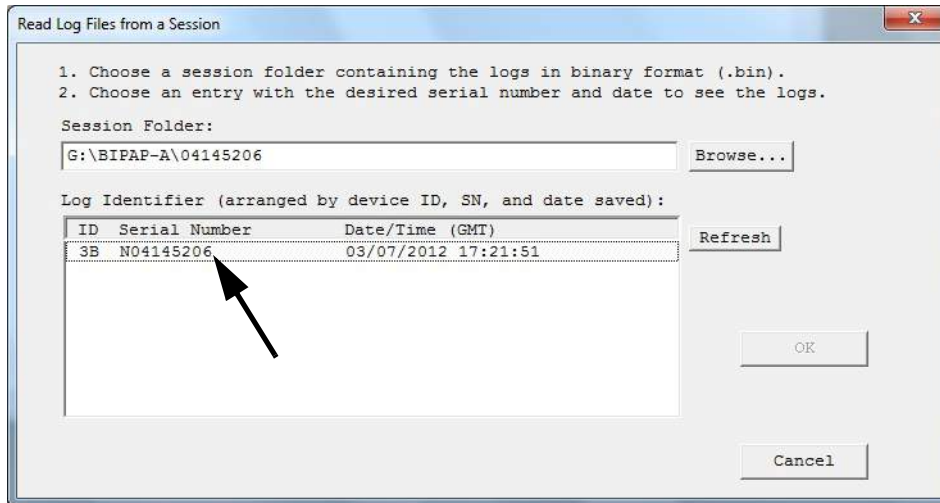 Read Log Files from a Session
1. Choose a session folder containing the logs in binary format (.bin).
2. Choose an entry with the desired serial number and date to see the logs.
Session Folder:
G:\BIPAP-A\04145206
Browse...
Log Identifier (arranged by device ID, SN, and date saved):
ID Serial Number Date/Time (GMT)
Refresh
3B N04145206 03/07/2012 17:21:51
OK
Cancel